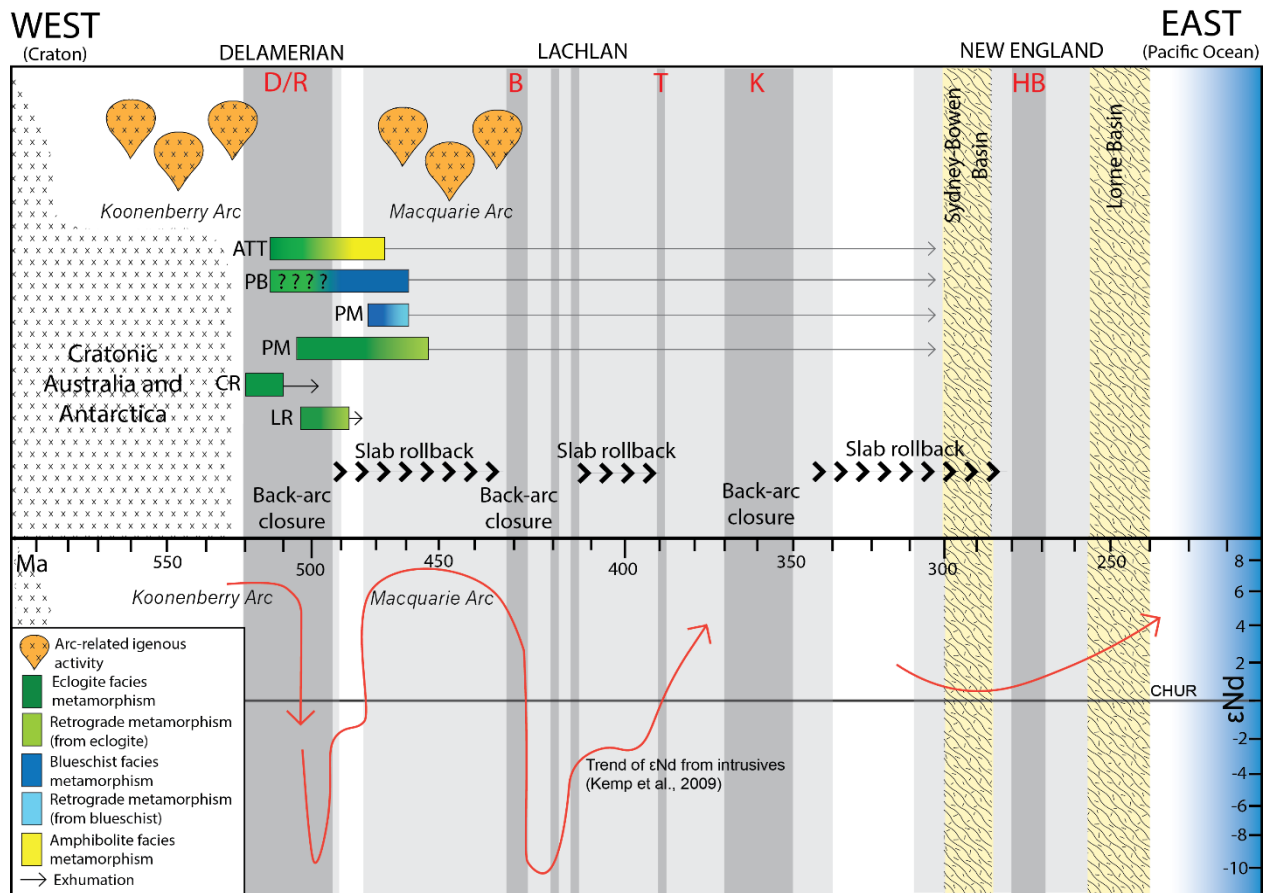 WEST
(Craton)
EAST
(Pacific Ocean)
DELAMERIAN
LACHLAN
NEW ENGLAND
D/R
B
T
K
HB
Sydney-Bowen
Basin
Lorne Basin
Koonenberry Arc
Macquarie Arc
ATT
PB
? ? ? ?
PM
PM
Cratonic
Australia and
Antarctica
CR
LR
Slab rollback
Slab rollback
Slab rollback
Back-arc
closure
Back-arc
closure
Back-arc
closure
Ma
550
500
450
400
350
300
250
8
6
4
2
-2
-4
-6
-8
-10
εNd
CHUR
Koonenberry Arc
Macquarie Arc
Trend of εNd from intrusives
(Kemp et al., 2009)
Arc-related igenous
activity
Eclogite facies
metamorphism
Retrograde metamorphism
(from eclogite)
Blueschist facies
metamorphism
Retrograde metamorphism
(from blueschist)
Amphibolite facies
metamorphism
Exhumation